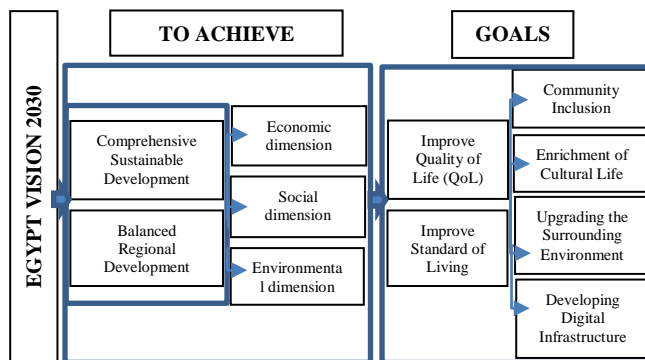 EGYPT VISION 2030
TO ACHIEVE
Comprehensive
Sustainable
Development
Balanced
Regional
Development
Economic
dimension
Social
dimension
Environmenta
l dimension
GOALS
Improve
Quality of
Life (QoL)
Improve
Standard of
Living
Community
Inclusion
Enrichment of
Cultural Life
Upgrading the
Surrounding
Environment
Developing
Digital
Infrastructure